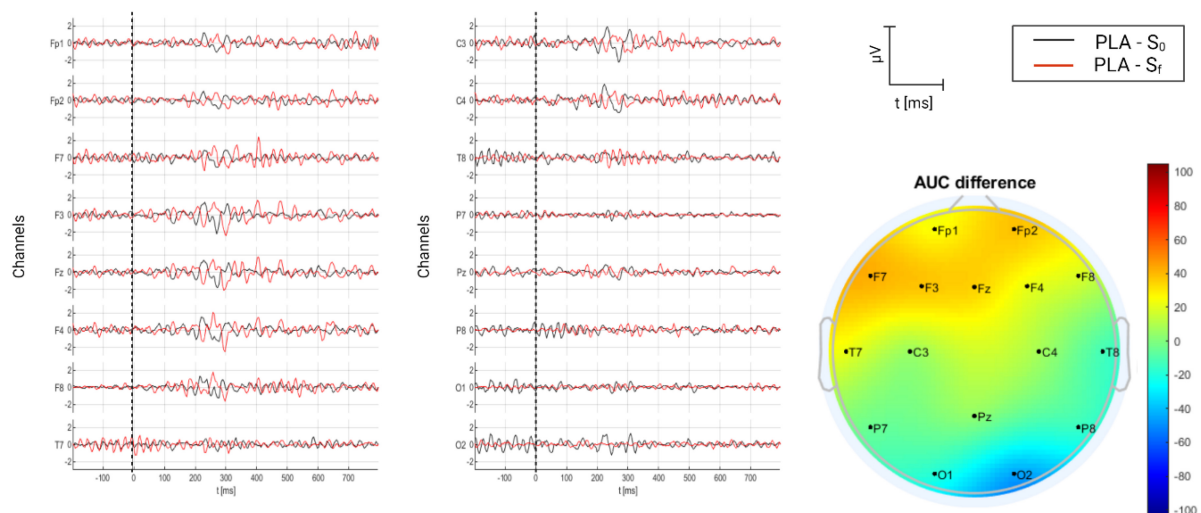 Channels
2
Fp1 0
-2
2
Fp2 0
-2
2
F7 0
-2
2
F3 0
-2
2
Fz 0
-2
2
F4 0
-2
2
F8 0
-2
2
T7 0
-2
-100 0 100 200 300 400 500 600 700
t [ms]
Channels
2
C3 0
-2
2
C4 0
-2
2
T8 0
-2
2
P7 0
-2
2
Pz 0
-2
2
P8 0
-2
2
O1 0
-2
2
O2 0
-2
-100 0 100 200 300 400 500 600 700
t [ms]
µV
t [ms]
PLA - S₀
PLA - Sf
AUC difference
Fp1 Fp2
F7 F3 Fz F4 F8
T7 C3 C4 T8
P7 Pz P8
O1 O2
100
80
60
40
20
0
-20
-40
-60
-80
-100